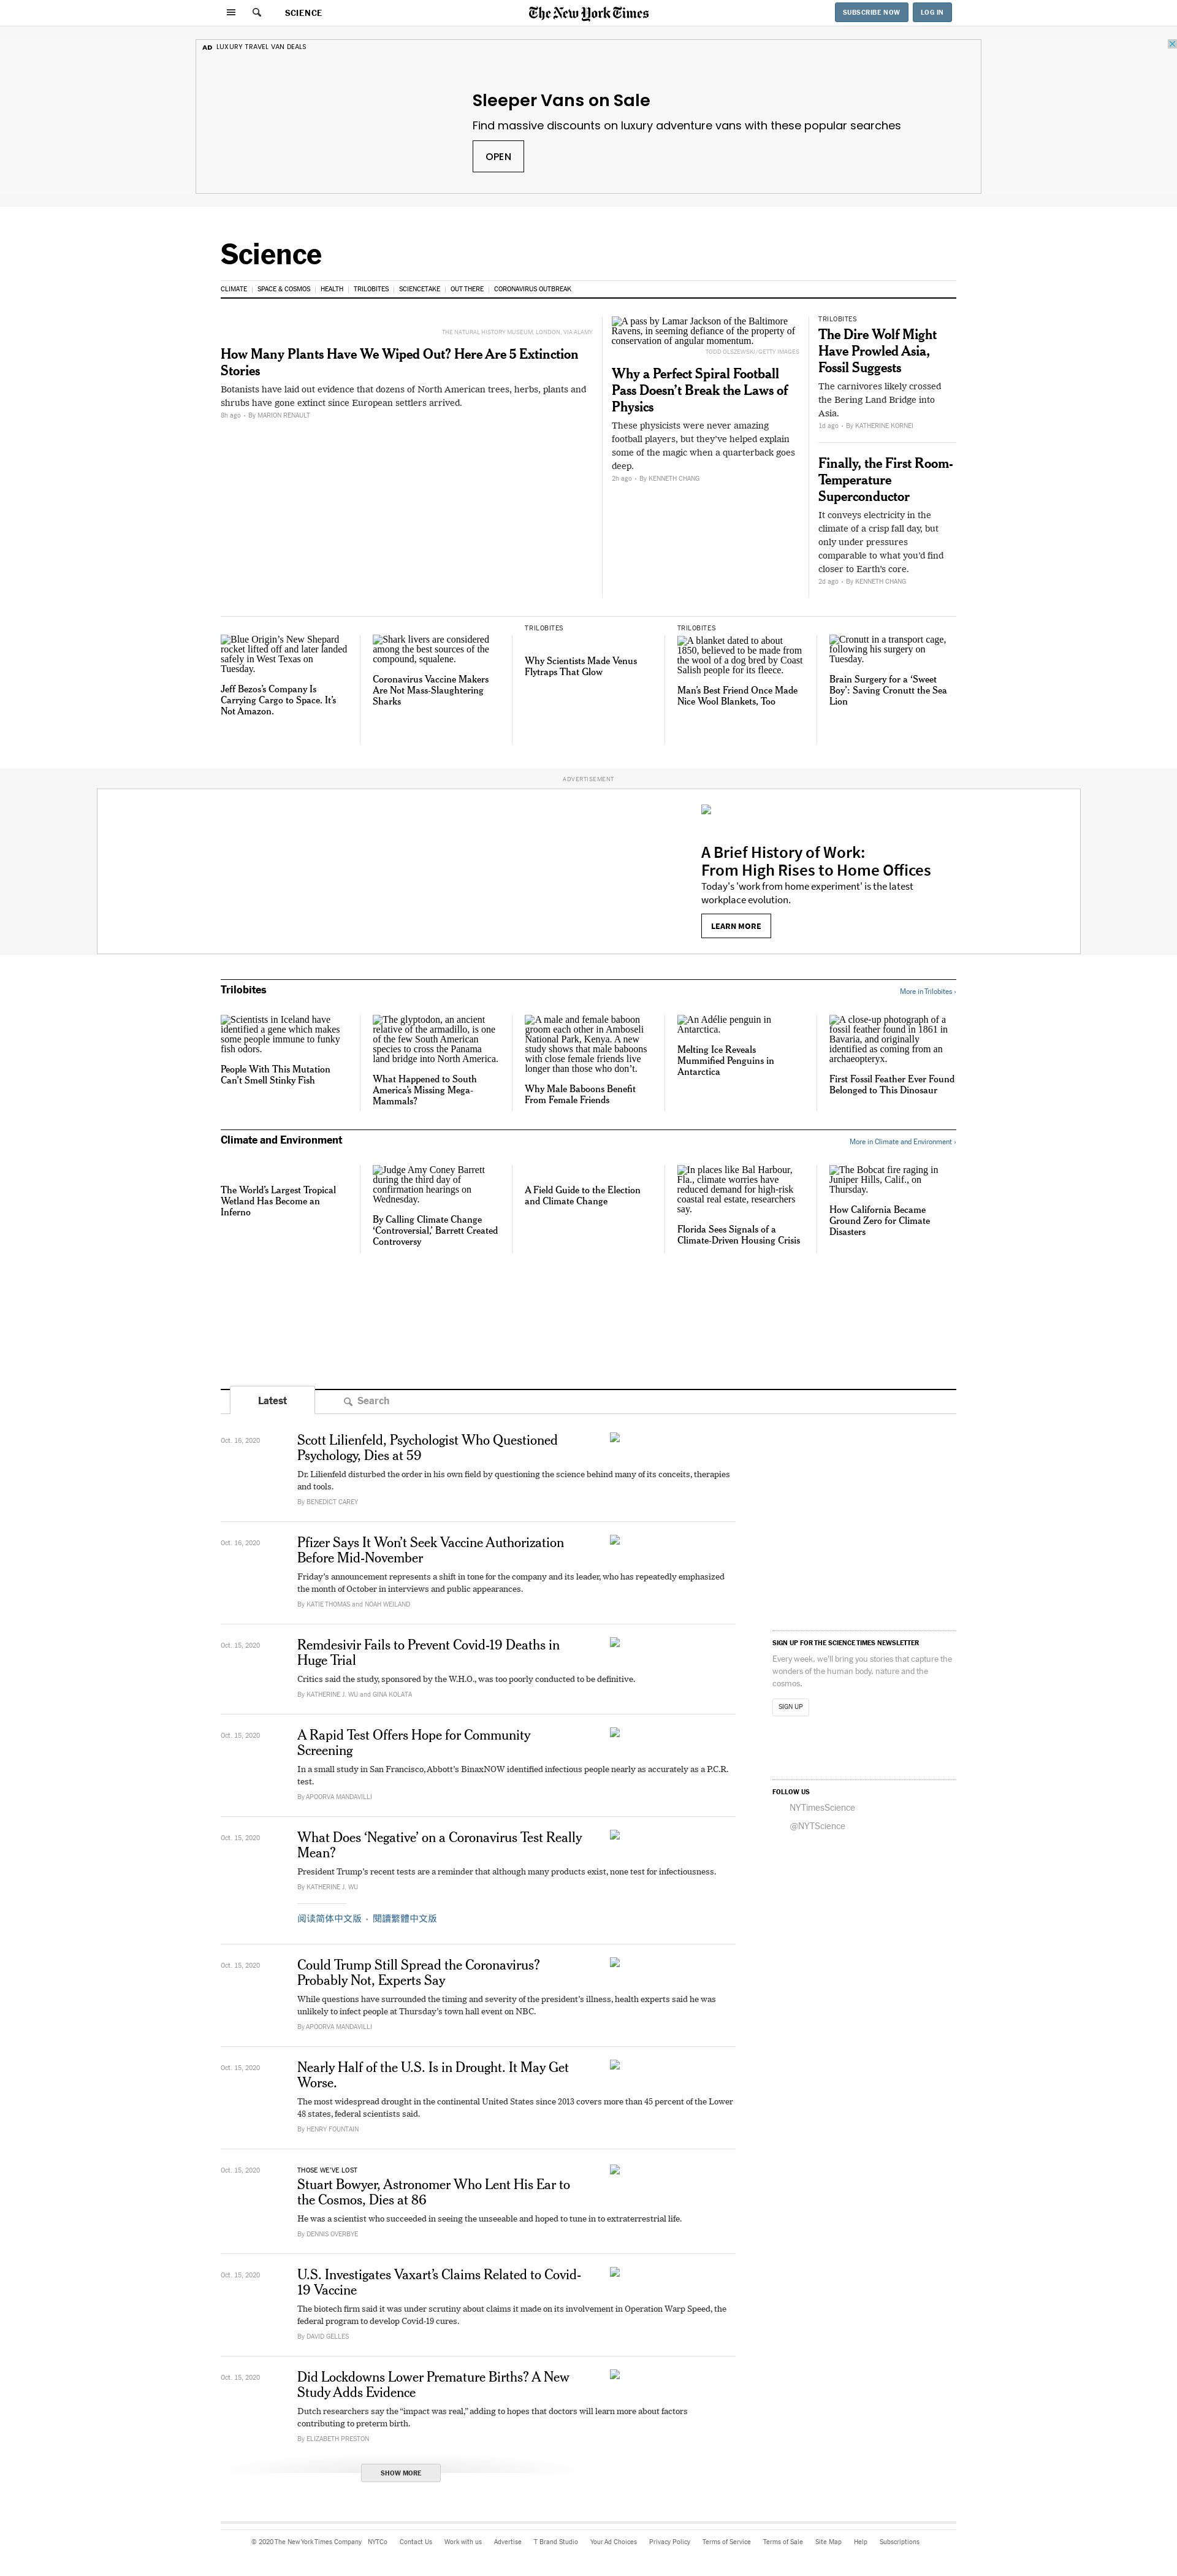 SCIENCE
The New York Times
SUBSCRIBE NOW
LOG IN
AD LUXURY TRAVEL VAN DEALS
Sleeper Vans on Sale
Find massive discounts on luxury adventure vans with these popular searches
OPEN
Science
CLIMATE
SPACE & COSMOS
HEALTH
TRILOBITES
SCIENCETAKE
OUT THERE
CORONAVIRUS OUTBREAK
THE NATURAL HISTORY MUSEUM, LONDON, VIA ALAMY
How Many Plants Have We Wiped Out? Here Are 5 Extinction
Stories
Botanists have laid out evidence that dozens of North American trees, herbs, plants and
shrubs have gone extinct since European settlers arrived.
8h ago · By MARION RENAULT
A pass by Lamar Jackson of the Baltimore
Ravens, in seeming defiance of the property of
conservation of angular momentum.
TODD OLSZEWSKI/GETTY IMAGES
Why a Perfect Spiral Football
Pass Doesn’t Break the Laws of
Physics
These physicists were never amazing
football players, but they’ve helped explain
some of the magic when a quarterback goes
deep.
2h ago · By KENNETH CHANG
TRILOBITES
The Dire Wolf Might
Have Prowled Asia,
Fossil Suggests
The carnivores likely crossed
the Bering Land Bridge into
Asia.
1d ago · By KATHERINE KORNEI
Finally, the First Room-
Temperature
Superconductor
It conveys electricity in the
climate of a crisp fall day, but
only under pressures
comparable to what you’d find
closer to Earth’s core.
2d ago · By KENNETH CHANG
Blue Origin’s New Shepard
rocket lifted off and later landed
safely in West Texas on
Tuesday.
Jeff Bezos’s Company Is
Carrying Cargo to Space. It’s
Not Amazon.
Shark livers are considered
among the best sources of the
compound, squalene.
Coronavirus Vaccine Makers
Are Not Mass-Slaughtering
Sharks
TRILOBITES
Why Scientists Made Venus
Flytraps That Glow
TRILOBITES
A blanket dated to about
1850, believed to be made from
the wool of a dog bred by Coast
Salish people for its fleece.
Man’s Best Friend Once Made
Nice Wool Blankets, Too
Cronutt in a transport cage,
following his surgery on
Tuesday.
Brain Surgery for a ‘Sweet
Boy’: Saving Cronutt the Sea
Lion
ADVERTISEMENT
A Brief History of Work:
From High Rises to Home Offices
Today's 'work from home experiment' is the latest
workplace evolution.
LEARN MORE
Trilobites
More in Trilobites ›
Scientists in Iceland have
identified a gene which makes
some people immune to funky
fish odors.
People With This Mutation
Can’t Smell Stinky Fish
The glyptodon, an ancient
relative of the armadillo, is one
of the few South American
species to cross the Panama
land bridge into North America.
What Happened to South
America’s Missing Mega-
Mammals?
A male and female baboon
groom each other in Amboseli
National Park, Kenya. A new
study shows that male baboons
with close female friends live
longer than those who don’t.
Why Male Baboons Benefit
From Female Friends
An Adélie penguin in
Antarctica.
Melting Ice Reveals
Mummified Penguins in
Antarctica
A close-up photograph of a
fossil feather found in 1861 in
Bavaria, and originally
identified as coming from an
archaeopteryx.
First Fossil Feather Ever Found
Belonged to This Dinosaur
Climate and Environment
More in Climate and Environment ›
The World’s Largest Tropical
Wetland Has Become an
Inferno
Judge Amy Coney Barrett
during the third day of
confirmation hearings on
Wednesday.
By Calling Climate Change
‘Controversial,’ Barrett Created
Controversy
A Field Guide to the Election
and Climate Change
In places like Bal Harbour,
Fla., climate worries have
reduced demand for high-risk
coastal real estate, researchers
say.
Florida Sees Signals of a
Climate-Driven Housing Crisis
The Bobcat fire raging in
Juniper Hills, Calif., on
Thursday.
How California Became
Ground Zero for Climate
Disasters
Latest
Search
Oct. 16, 2020
Scott Lilienfeld, Psychologist Who Questioned
Psychology, Dies at 59
Dr. Lilienfeld disturbed the order in his own field by questioning the science behind many of its conceits, therapies
and tools.
By BENEDICT CAREY
Oct. 16, 2020
Pfizer Says It Won’t Seek Vaccine Authorization
Before Mid-November
Friday’s announcement represents a shift in tone for the company and its leader, who has repeatedly emphasized
the month of October in interviews and public appearances.
By KATIE THOMAS and NOAH WEILAND
Oct. 15, 2020
Remdesivir Fails to Prevent Covid-19 Deaths in
Huge Trial
Critics said the study, sponsored by the W.H.O., was too poorly conducted to be definitive.
By KATHERINE J. WU and GINA KOLATA
Oct. 15, 2020
A Rapid Test Offers Hope for Community
Screening
In a small study in San Francisco, Abbott’s BinaxNOW identified infectious people nearly as accurately as a P.C.R.
test.
By APOORVA MANDAVILLI
Oct. 15, 2020
What Does ‘Negative’ on a Coronavirus Test Really
Mean?
President Trump’s recent tests are a reminder that although many products exist, none test for infectiousness.
By KATHERINE J. WU
阅读简体中文版 · 閱讀繁體中文版
Oct. 15, 2020
Could Trump Still Spread the Coronavirus?
Probably Not, Experts Say
While questions have surrounded the timing and severity of the president’s illness, health experts said he was
unlikely to infect people at Thursday’s town hall event on NBC.
By APOORVA MANDAVILLI
Oct. 15, 2020
Nearly Half of the U.S. Is in Drought. It May Get
Worse.
The most widespread drought in the continental United States since 2013 covers more than 45 percent of the Lower
48 states, federal scientists said.
By HENRY FOUNTAIN
Oct. 15, 2020
THOSE WE’VE LOST
Stuart Bowyer, Astronomer Who Lent His Ear to
the Cosmos, Dies at 86
He was a scientist who succeeded in seeing the unseeable and hoped to tune in to extraterrestrial life.
By DENNIS OVERBYE
Oct. 15, 2020
U.S. Investigates Vaxart’s Claims Related to Covid-
19 Vaccine
The biotech firm said it was under scrutiny about claims it made on its involvement in Operation Warp Speed, the
federal program to develop Covid-19 cures.
By DAVID GELLES
Oct. 15, 2020
Did Lockdowns Lower Premature Births? A New
Study Adds Evidence
Dutch researchers say the “impact was real,” adding to hopes that doctors will learn more about factors
contributing to preterm birth.
By ELIZABETH PRESTON
SHOW MORE
SIGN UP FOR THE SCIENCE TIMES NEWSLETTER
Every week, we'll bring you stories that capture the
wonders of the human body, nature and the
cosmos.
SIGN UP
FOLLOW US
NYTimesScience
@NYTScience
© 2020 The New York Times Company
NYTCo
Contact Us
Work with us
Advertise
T Brand Studio
Your Ad Choices
Privacy Policy
Terms of Service
Terms of Sale
Site Map
Help
Subscriptions